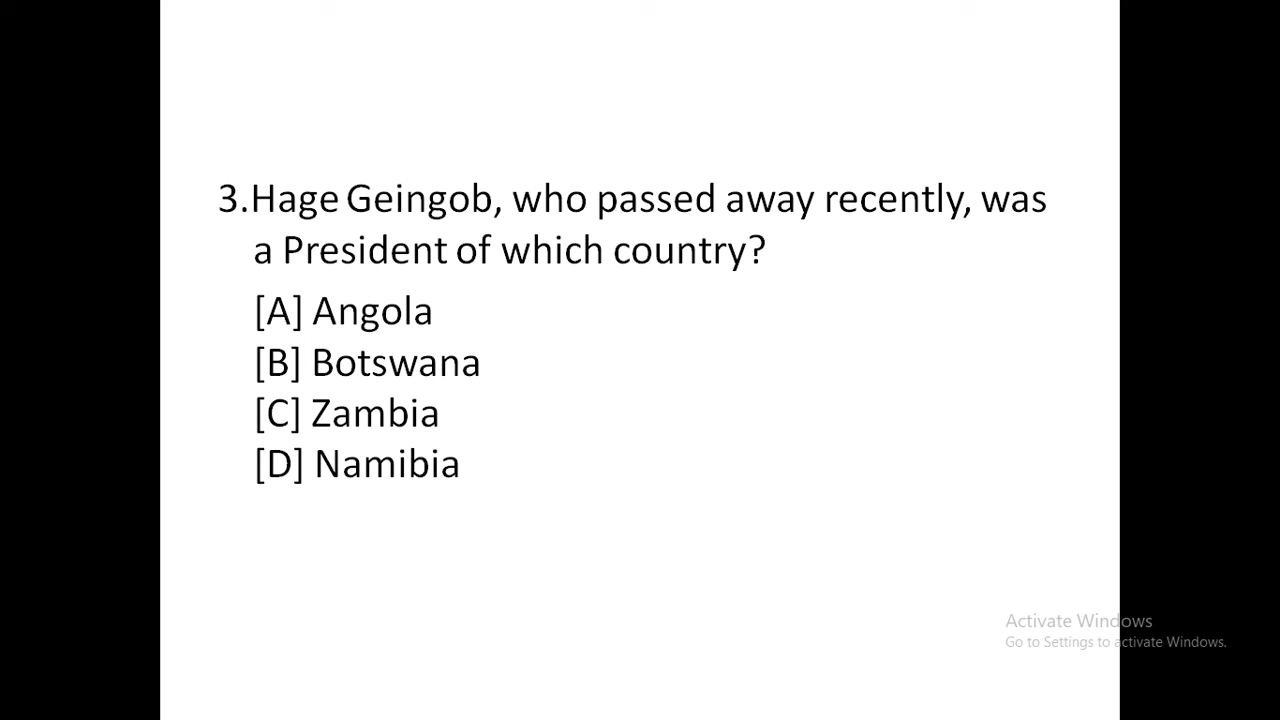 3.Hage Geingob, who passed away recently, was
a President of which country?
[A] Angola
[B] Botswana
[C] Zambia
[D] Namibia
Activate Windows
Go to Settings to activate Windows.